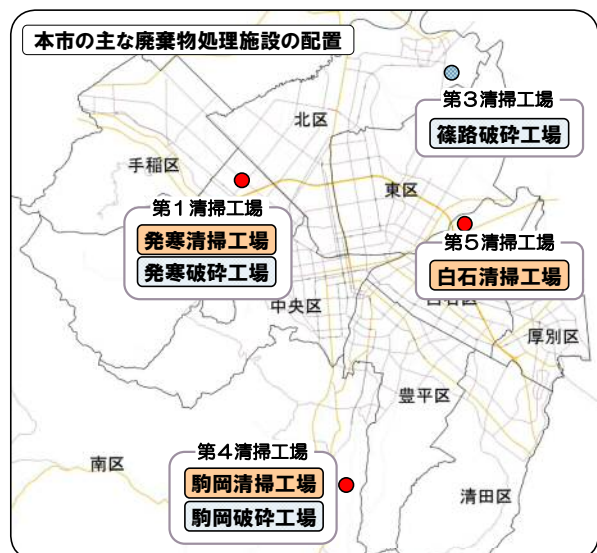 本市の主な廃棄物処理施設の配置
第3清掃工場
篠路破砕工場
北区
手稲区
東区
第1清掃工場
発寒清掃工場
発寒破砕工場
第5清掃工場
白石清掃工場
中央区
白石区
厚別区
豊平区
南区
第4清掃工場
駒岡清掃工場
駒岡破砕工場
清田区